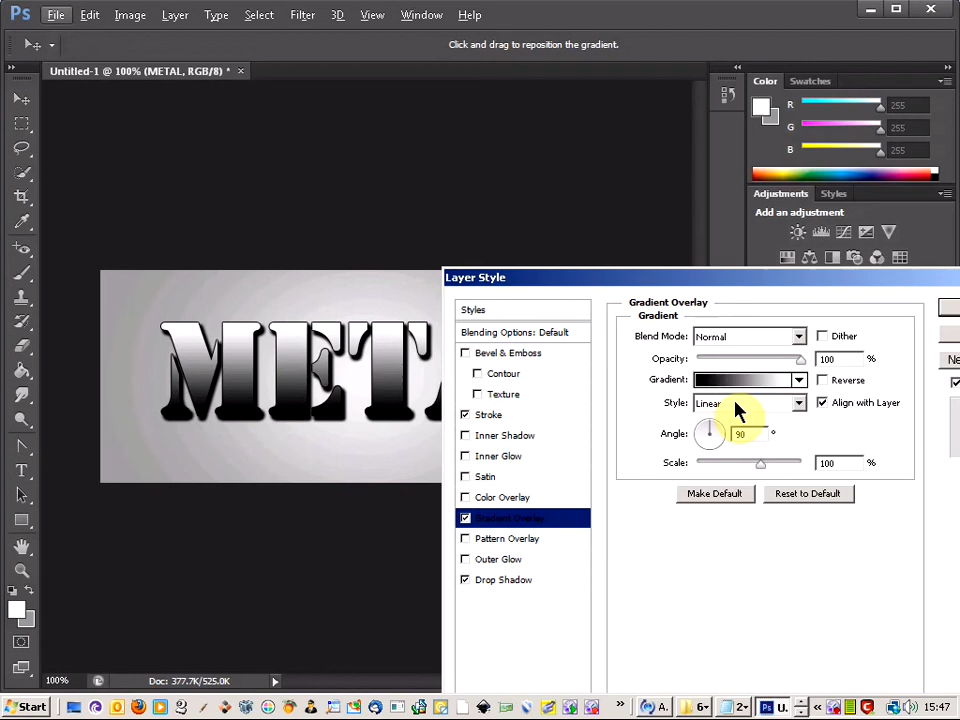 Ps File Edit Image Layer Type Select Filter 3D View Window Help
Click and drag to reposition the gradient.
Untitled-1 @ 100% (METAL, RGB/8) *
Color Swatches
R 255
G 255
B 255
Adjustments Styles
Add an adjustment
META
Layer Style
Styles
Blending Options: Default
Bevel & Emboss
Contour
Texture
Stroke
Inner Shadow
Inner Glow
Satin
Color Overlay
Gradient Overlay
Pattern Overlay
Outer Glow
Drop Shadow
Gradient Overlay
Gradient
Blend Mode: Normal Dither
Opacity: 100 %
Gradient: Reverse
Style: Linear Align with Layer
Angle: 90 °
Scale: 100 %
Make Default Reset to Default
Ne
100% Doc: 377.7K/525.0K
Start A. 6 2 Ps U. 15:47